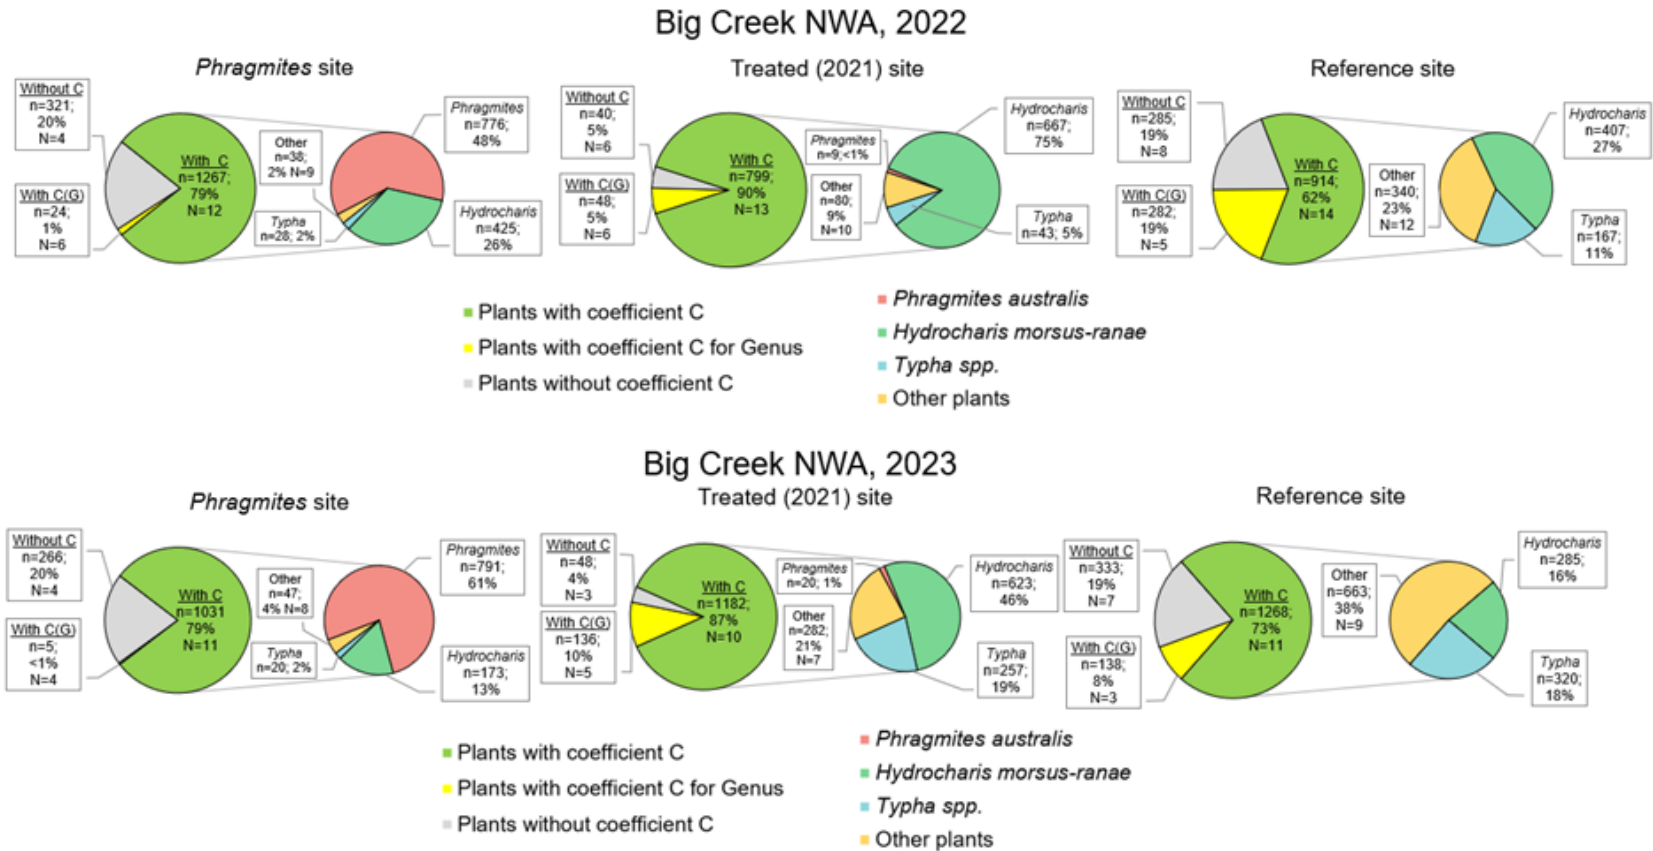 Big Creek NWA, 2022
Phragmites site
Without C
n=321;
20%
N=4
With C(G)
n=24;
1%
N=6
With C
n=1267;
79%
N=12
Other
n=38;
2% N=9
Typha
n=28; 2%
Phragmites
n=776;
48%
Hydrocharis
n=425;
26%
Treated (2021) site
Without C
n=40;
5%
N=6
With C(G)
n=48;
5%
N=6
With C
n=799;
90%
N=13
Phragmites
n=9;<1%
Other
n=80;
9%
N=10
Hydrocharis
n=667;
75%
Typha
n=43; 5%
Reference site
Without C
n=285;
19%
N=8
With C(G)
n=282;
19%
N=5
With C
n=914;
62%
N=14
Other
n=340;
23%
N=12
Hydrocharis
n=407;
27%
Typha
n=167;
11%
Plants with coefficient C
Plants with coefficient C for Genus
Plants without coefficient C
Phragmites australis
Hydrocharis morsus-ranae
Typha spp.
Other plants
Big Creek NWA, 2023
Phragmites site
Without C
n=266;
20%
N=4
With C(G)
n=5;
<1%
N=4
With C
n=1031
79%
N=11
Other
n=47;
4% N=8
Typha
n=20; 2%
Phragmites
n=791;
61%
Hydrocharis
n=173;
13%
Treated (2021) site
Without C
n=48;
4%
N=3
With C(G)
n=136;
10%
N=5
With C
n=1182;
87%
N=10
Phragmites
n=20; 1%
Other
n=282;
21%
N=7
Hydrocharis
n=623;
46%
Typha
n=257;
19%
Reference site
Without C
n=333;
19%
N=7
With C(G)
n=138;
8%
N=3
With C
n=1268;
73%
N=11
Other
n=663;
38%
N=9
Hydrocharis
n=285;
16%
Typha
n=320;
18%
Plants with coefficient C
Plants with coefficient C for Genus
Plants without coefficient C
Phragmites australis
Hydrocharis morsus-ranae
Typha spp.
Other plants